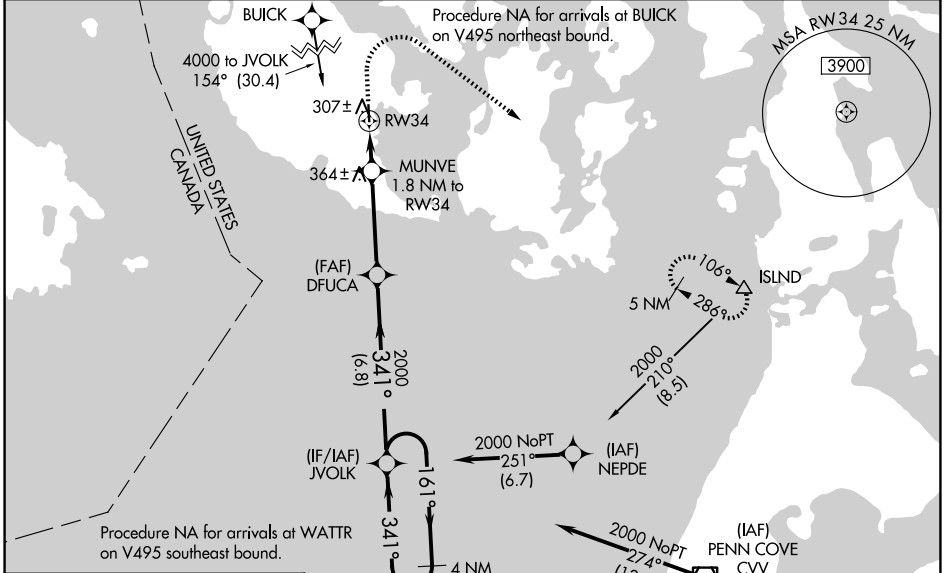 BUICK
Procedure NA for arrivals at BUICK
on V495 northeast bound.
MSA RW34 25 NM
3900
4000 to JVOLK
154° (30.4)
307±
RW34
364±
MUNVE
1.8 NM to
RW34
UNITED STATES
CANADA
(FAF)
DFUCA
106°
ISLND
5 NM
286°
2000
210°
(8.5)
2000
341°
(6.8)
2000 NoPT
251°
(6.7)
(IAF)
NEPDE
(IF/IAF)
JVOLK
161°
341°
4 NM
Procedure NA for arrivals at WATTR
on V495 southeast bound.
2000 NoPT
274°
(IAF)
PENN COVE
CVV